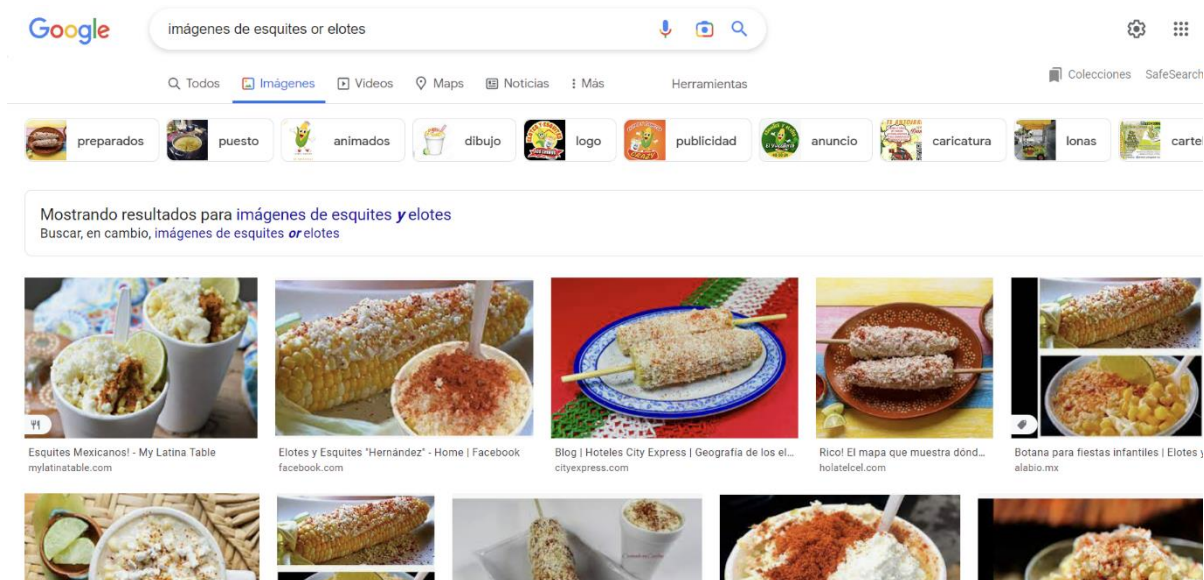 Google
imágenes de esquites or elotes
Todos Imágenes Videos Maps Noticias Más Herramientas
Colecciones SafeSearch
preparados puesto animados dibujo logo publicidad anuncio caricatura lonas cartel
Mostrando resultados para imágenes de esquites y elotes
Buscar, en cambio, imágenes de esquites or elotes
Esquites Mexicanos! - My Latina Table
mylatinatable.com
Elotes y Esquites "Hernández" - Home | Facebook
facebook.com
Blog | Hoteles City Express | Geografía de los el...
cityexpress.com
Rico! El mapa que muestra dónd...
holatelcel.com
Botana para fiestas infantiles | Elotes y
alabio.mx